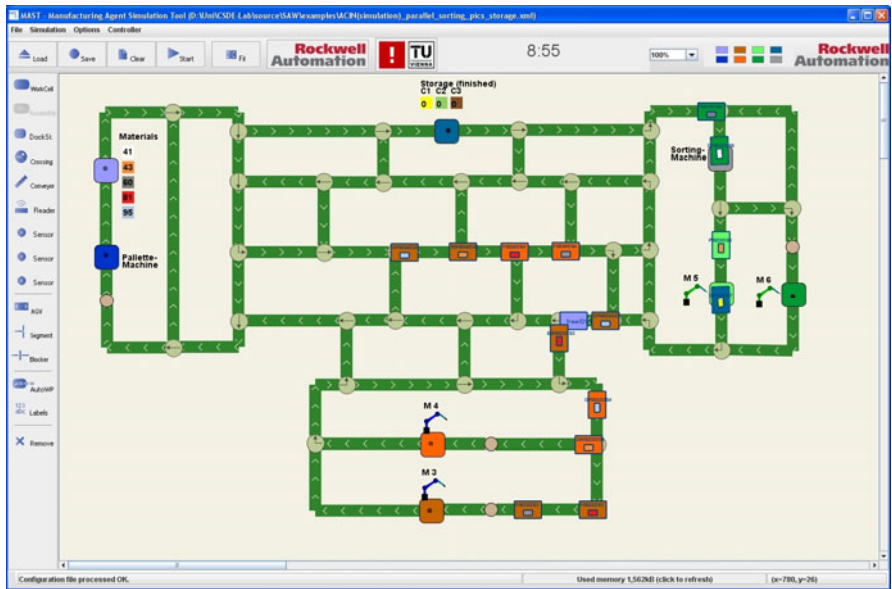 MAST - Manufacturing Agent Simulation Tool (D:\Uni\CSDE-Lab\source\SAW\examples\ACIN(simulation)_parallel_sorting_pics_storage.xml)
File Simulation Options Controller
Load Save Clear Start Fit
Rockwell Automation
!
TU
VIENNA
8:55
100%
Rockwell Automation
WorkCell
DockSt.
Crossing
Conveyor
Reader
Sensor
Sensor
Sensor
AGV
Segment
Blocker
AutoWP
123
abc Labels
Remove
Storage (finished)
C1 C2 C3
0 0 0
Materials
41
43
60
81
95
Pallette-
Machine
Sorting-
Machine
M 5
M 6
M 4
M 3
Configuration file processed OK.
Used memory 1,562kB (click to refresh)
(x=780, y=26)